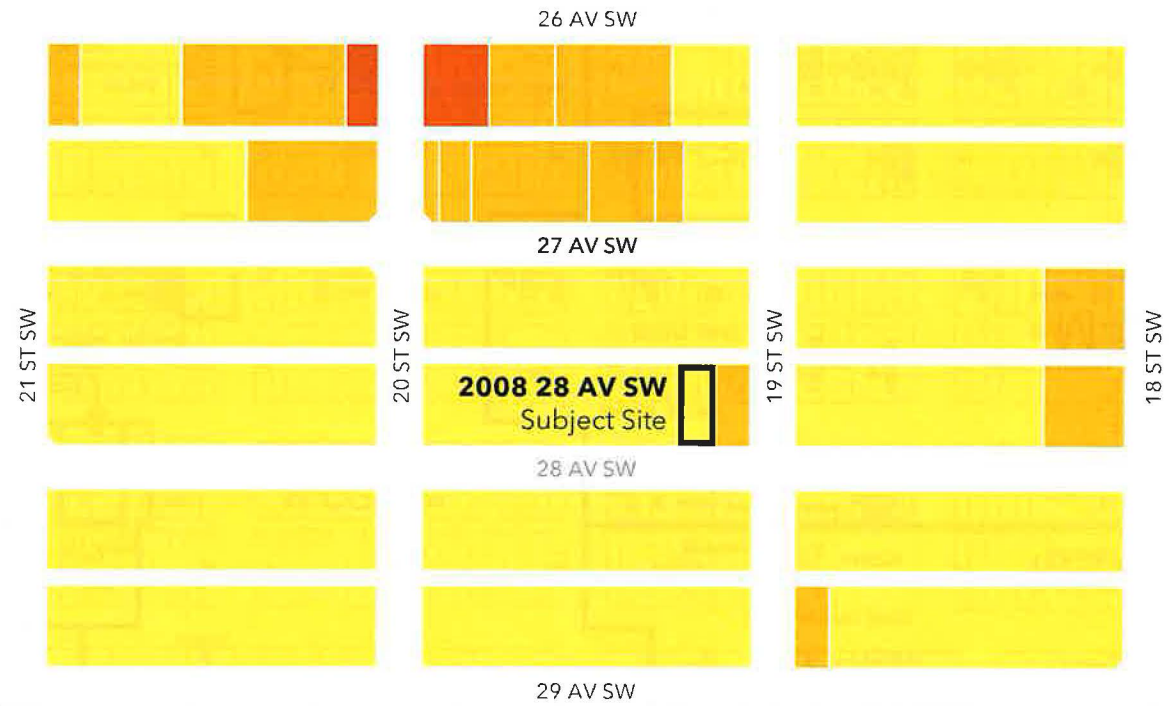 26 AV SW
27 AV SW
21 ST SW
20 ST SW
19 ST SW
18 ST SW
2008 28 AV SW
Subject Site
28 AV SW
29 AV SW